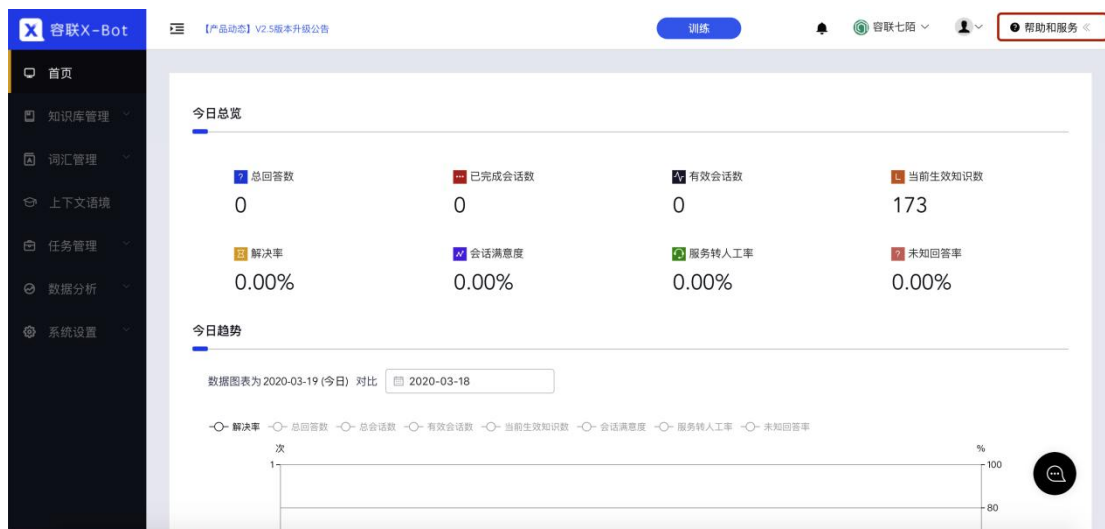 容联X-Bot
【产品动态】V2.5版本升级公告
训练
容联七陌
帮助和服务
首页
知识库管理
词汇管理
上下文语境
任务管理
数据分析
系统设置
今日总览
总回答数
0
已完成会话数
0
有效会话数
0
当前生效知识数
173
解决率
0.00%
会话满意度
0.00%
服务转人工率
0.00%
未知回答率
0.00%
今日趋势
数据图表为 2020-03-19 (今日) 对比 2020-03-18
解决率 总回答数 总会话数 有效会话数 当前生效知识数 会话满意度 服务转人工率 未知回答率
次 %
1 100
80